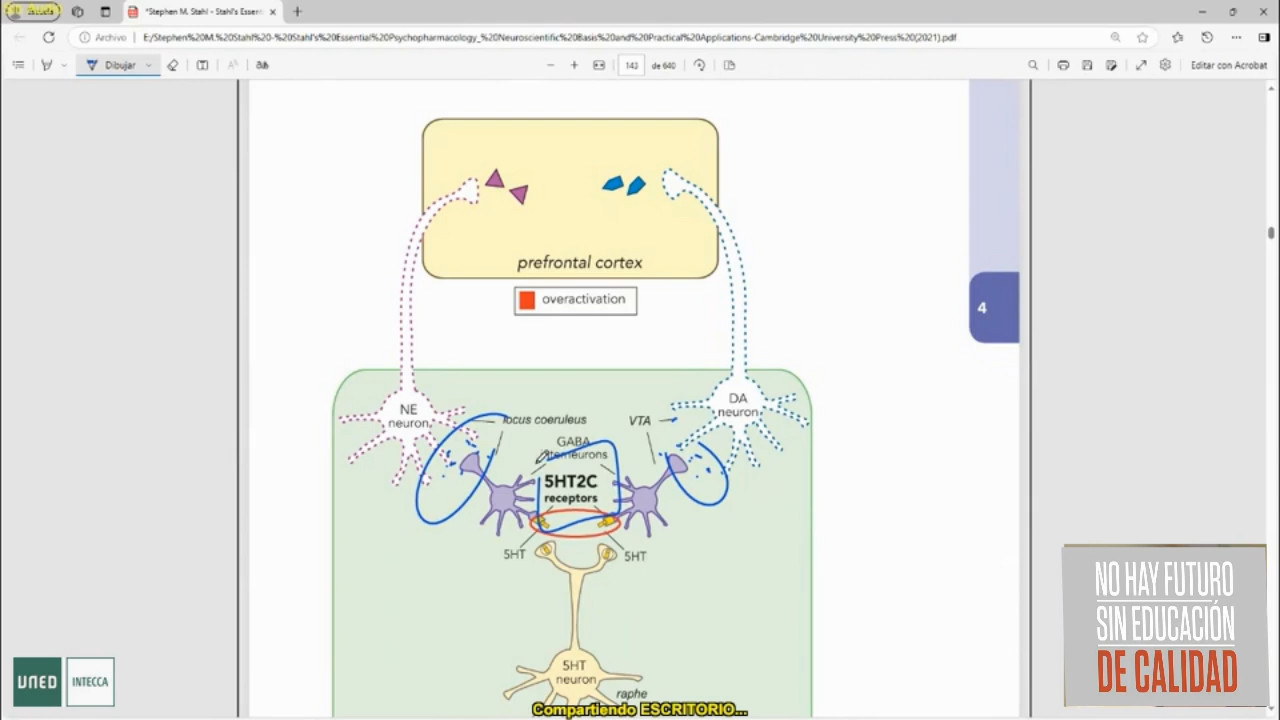 Escuela
*Stephen M. Stahl - Stahl's Essen
Archivo
E:/Stephen%20M.%20Stahl%20-%20Stahl's%20Essential%20Psychopharmacology_%20Neuroscientific%20Basis%20and%20Practical%20Applications-Cambridge%20University%20Press%20(2021).pdf
Dibujar
143
de 640
Editar con Acrobat
prefrontal cortex
overactivation
4
NE
neuron
locus coeruleus
VTA
DA
neuron
GABA
5HT2C
receptors
5HT
5HT
5HT
neuron
raphe
NO HAY FUTURO
SIN EDUCACIÓN
DE CALIDAD
UNED
INTECCA
Compartiendo ESCRITORIO...